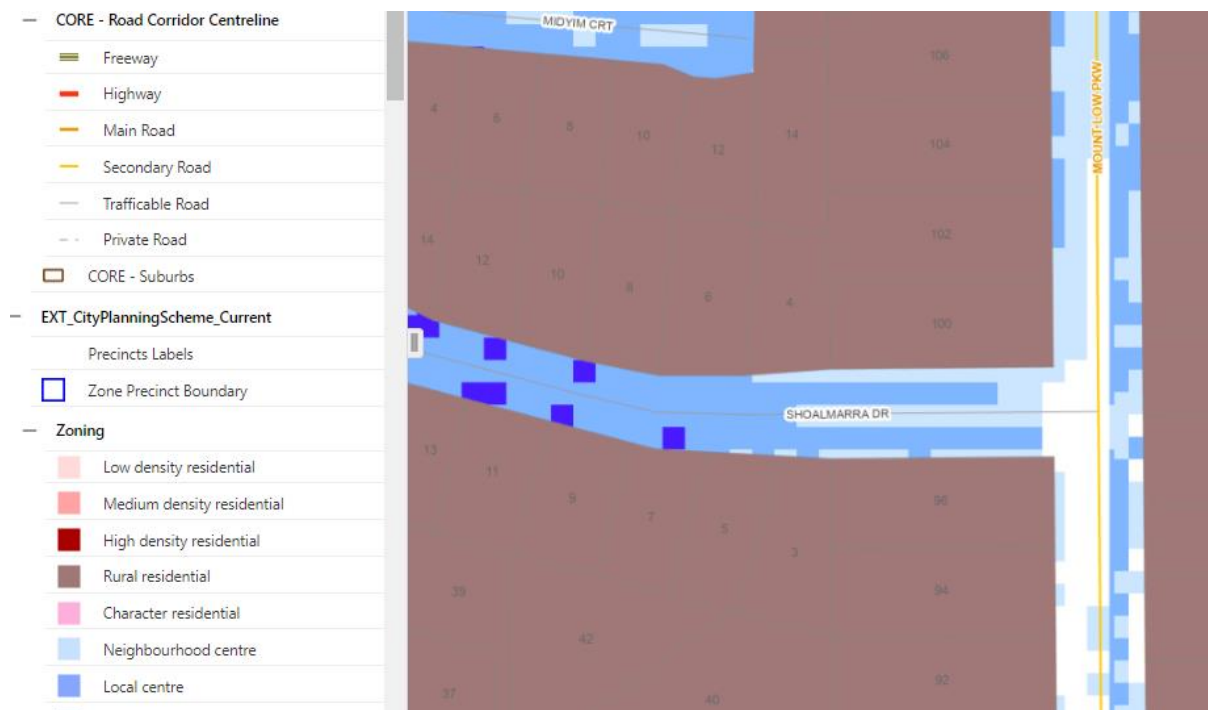 CORE - Road Corridor Centreline
Freeway
Highway
Main Road
Secondary Road
Trafficable Road
Private Road
CORE - Suburbs
EXT_CityPlanningScheme_Current
Precincts Labels
Zone Precinct Boundary
Zoning
Low density residential
Medium density residential
High density residential
Rural residential
Character residential
Neighbourhood centre
Local centre
MIDYIM CRT
106
4
6
8
10
12
14
104
MOUNT LOW PKW
102
14
12
10
8
6
4
100
SHOALMARRA DR
13
11
9
7
5
3
96
39
94
42
37
40
92